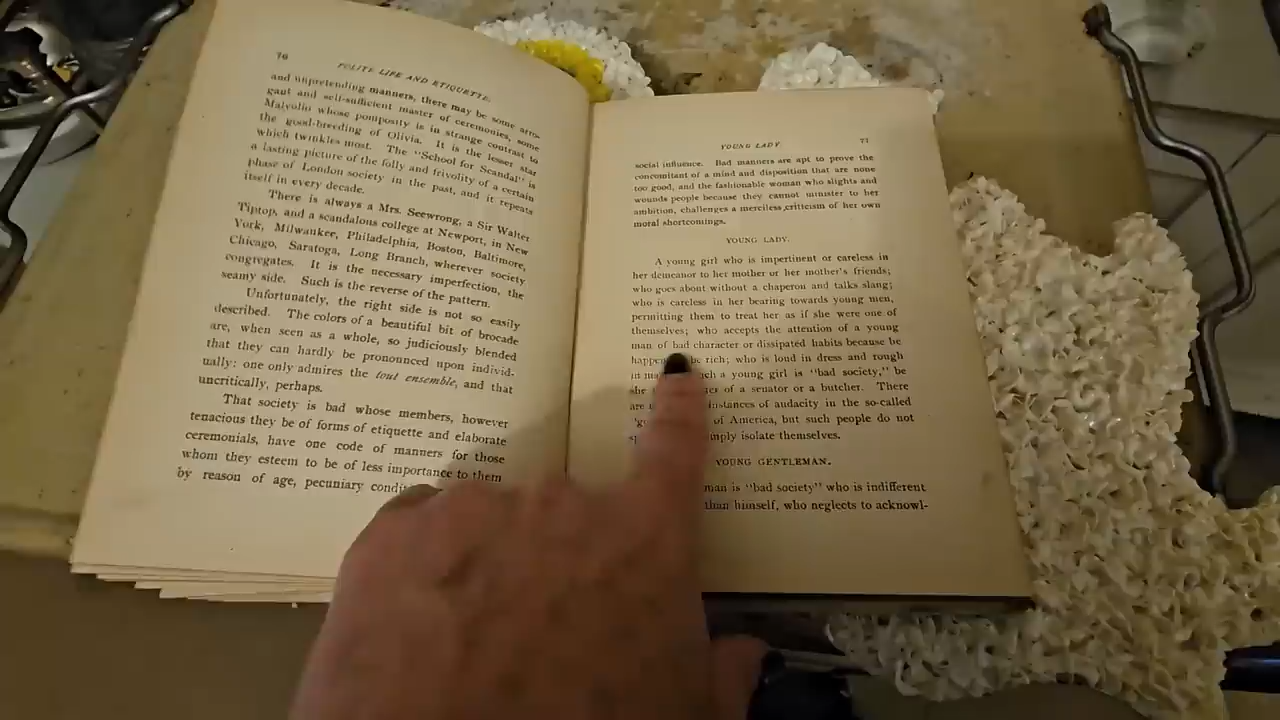 70
POLITE LIFE AND ETIQUETTE.
and unpretending manners, there may be some arro-
gant and self-sufficient master of ceremonies, some
Malvolio whose pomposity is in strange contrast to
the good-breeding of Olivia. It is the lesser star
which twinkles most. The "School for Scandal" is
a lasting picture of the folly and frivolity of a certain
phase of London society in the past, and it repeats
itself in every decade.
There is always a Mrs. Seewrong, a Sir Walter
Tiptop, and a scandalous college at Newport, in New
York, Milwaukee, Philadelphia, Boston, Baltimore,
Chicago, Saratoga, Long Branch, wherever society
congregates. It is the necessary imperfection, the
seamy side. Such is the reverse of the pattern.
Unfortunately, the right side is not so easily
described. The colors of a beautiful bit of brocade
are, when seen as a whole, so judiciously blended
that they can hardly be pronounced upon individ-
ually: one only admires the tout ensemble, and that
uncritically, perhaps.
That society is bad whose members, however
tenacious they be of forms of etiquette and elaborate
ceremonials, have one code of manners for those
whom they esteem to be of less importance to them
by reason of age, pecuniary
YOUNG LADY
71
social influence. Bad manners are apt to prove the
concomitant of a mind and disposition that are none
too good, and the fashionable woman who slights and
wounds people because they cannot minister to her
ambition, challenges a merciless criticism of her own
moral shortcomings.
YOUNG LADY.
A young girl who is impertinent or careless in
her demeanor to her mother or her mother's friends;
who goes about without a chaperon and talks slang;
who is careless in her bearing towards young men,
permitting them to treat her as if she were one of
themselves; who accepts the attention of a young
man of bad character or dissipated habits because he
be rich; who is loud in dress and rough
in a young girl is "bad society," be
she of a senator or a butcher. There
are instances of audacity in the so-called
of America, but such people do not
isolate themselves.
YOUNG GENTLEMAN.
man is "bad society" who is indifferent
than himself, who neglects to acknowl-